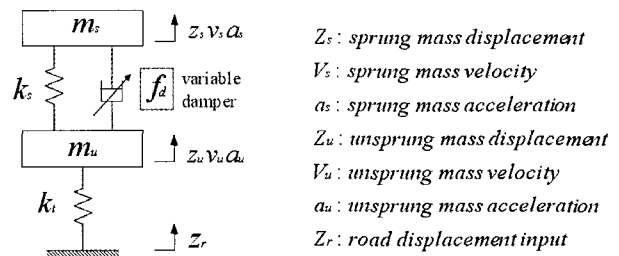 mₛ
zₛ vₛ aₛ
kₛ
f_d
variable
damper
mᵤ
zᵤ vᵤ aᵤ
kₜ
zᵣ
Zₛ : sprung mass displacement
Vₛ : sprung mass velocity
aₛ : sprung mass acceleration
Zᵤ : unsprung mass displacement
Vᵤ : unsprung mass velocity
aᵤ : unsprung mass acceleration
Zᵣ : road displacement input